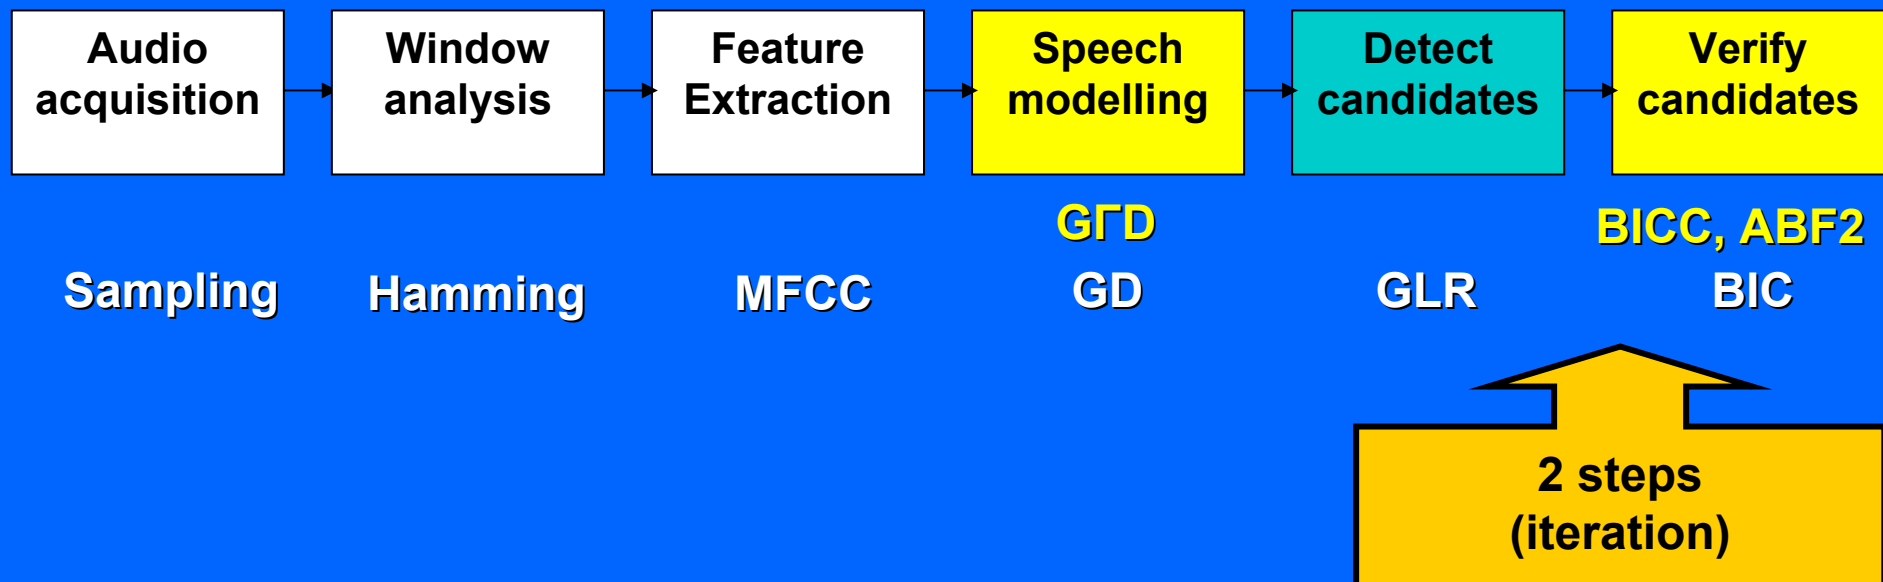 Audio
acquisition
Window
analysis
Feature
Extraction
Speech
modelling
Detect
candidates
Verify
candidates
GΓD
BICC, ABF2
Sampling
Hamming
MFCC
GD
GLR
BIC
2 steps
(iteration)